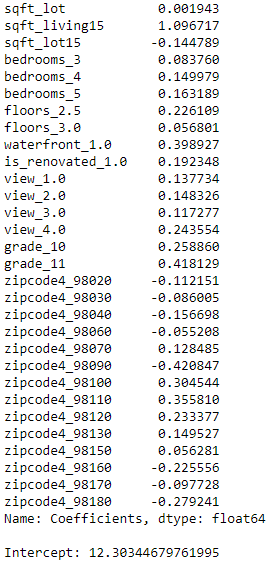 sqft_lot 0.001943
sqft_living15 1.096717
sqft_lot15 -0.144789
bedrooms_3 0.083760
bedrooms_4 0.149979
bedrooms_5 0.163189
floors_2.5 0.226109
floors_3.0 0.056801
waterfront_1.0 0.398927
is_renovated_1.0 0.192348
view_1.0 0.137734
view_2.0 0.148326
view_3.0 0.117277
view_4.0 0.243554
grade_10 0.258860
grade_11 0.418129
zipcode4_98020 -0.112151
zipcode4_98030 -0.086005
zipcode4_98040 -0.156698
zipcode4_98060 -0.055208
zipcode4_98070 0.128485
zipcode4_98090 -0.420847
zipcode4_98100 0.304544
zipcode4_98110 0.355810
zipcode4_98120 0.233377
zipcode4_98130 0.149527
zipcode4_98150 0.056281
zipcode4_98160 -0.225556
zipcode4_98170 -0.097728
zipcode4_98180 -0.279241
Name: Coefficients, dtype: float64
Intercept: 12.30344679761995